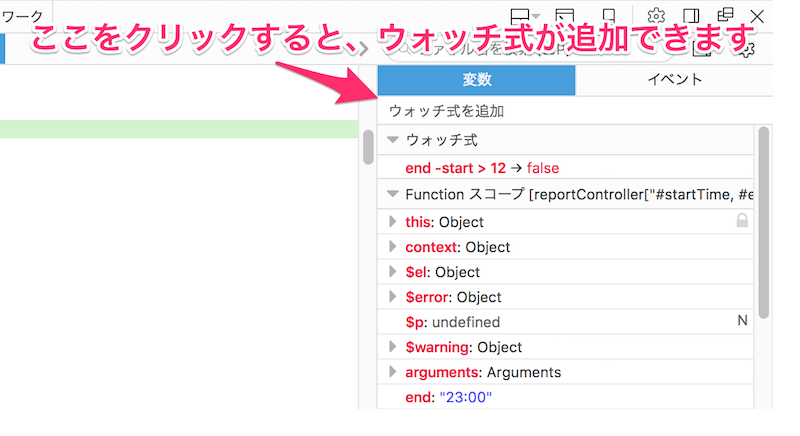 ワーク
ここをクリックすると、ウォッチ式が追加できます
変数 イベント
ウォッチ式を追加
ウォッチ式
end -start > 12 → false
Function スコープ [reportController["#startTime, #e
this: Object
context: Object
$el: Object
$error: Object
$p: undefined N
$warning: Object
arguments: Arguments
end: "23:00"